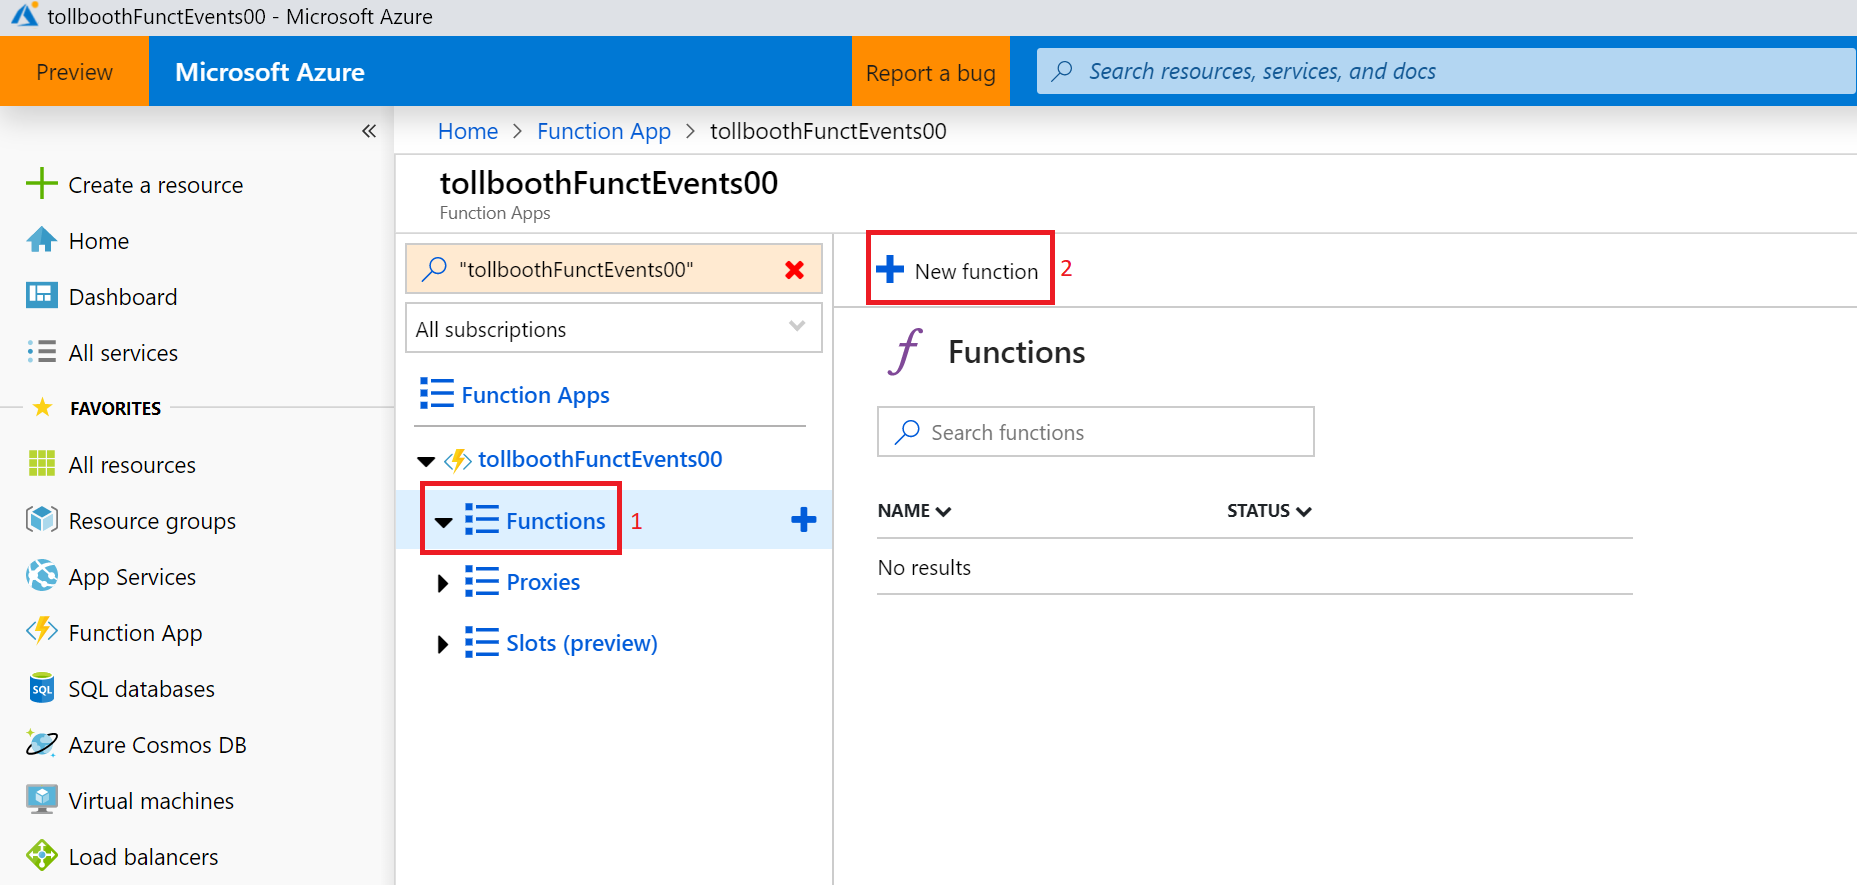 tollboothFunctEvents00 - Microsoft Azure
Preview
Microsoft Azure
Report a bug
Search resources, services, and docs
«
Create a resource
Home
Dashboard
All services
FAVORITES
All resources
Resource groups
App Services
Function App
SQL
SQL databases
Azure Cosmos DB
Virtual machines
Load balancers
Home > Function App > tollboothFunctEvents00
tollboothFunctEvents00
Function Apps
"tollboothFunctEvents00"
All subscriptions
Function Apps
tollboothFunctEvents00
Functions 1
Proxies
Slots (preview)
New function 2
Functions
Search functions
NAME STATUS
No results